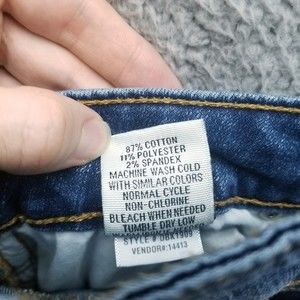 87% COTTON
11% POLYESTER
2% SPANDEX
MACHINE WASH COLD
WITH SIMILAR COLORS
NORMAL CYCLE
NON-CHLORINE
BLEACH WHEN NEEDED
TUMBLE DRY LOW
STYLE #
VENDOR#: 14413